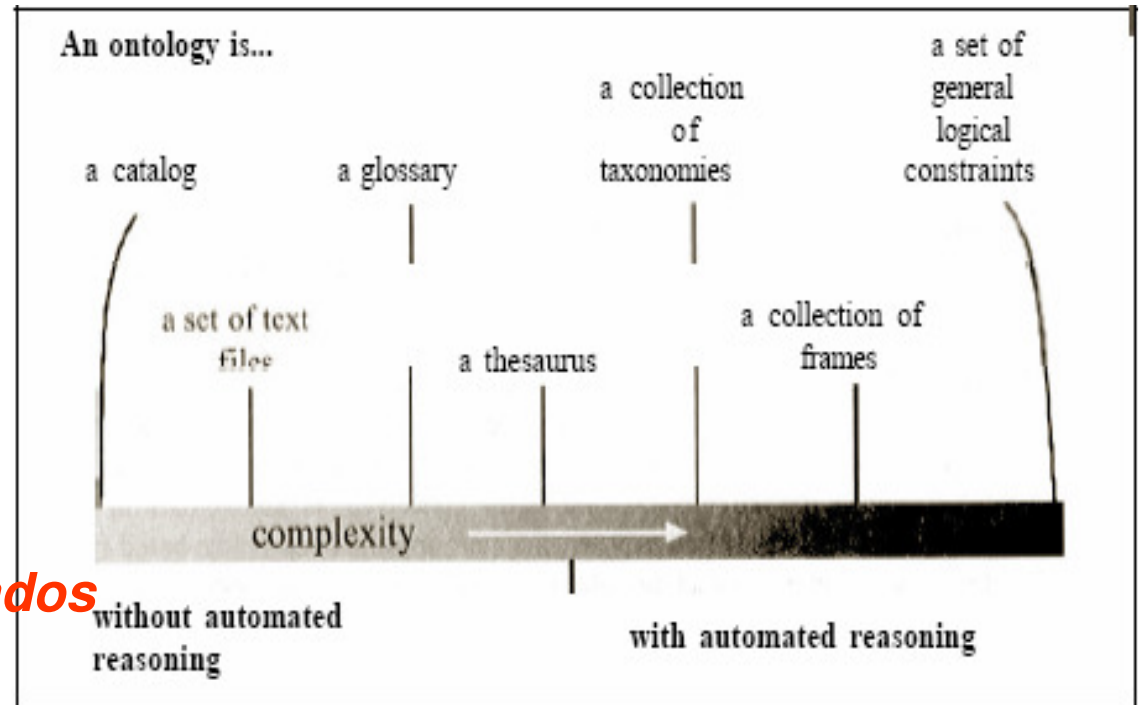 An ontology is...
a catalog
a set of text
files
a glossary
a thesaurus
a collection
of
taxonomies
a collection of
frames
a set of
general
logical
constraints
complexity
ndos
without automated
reasoning
with automated reasoning